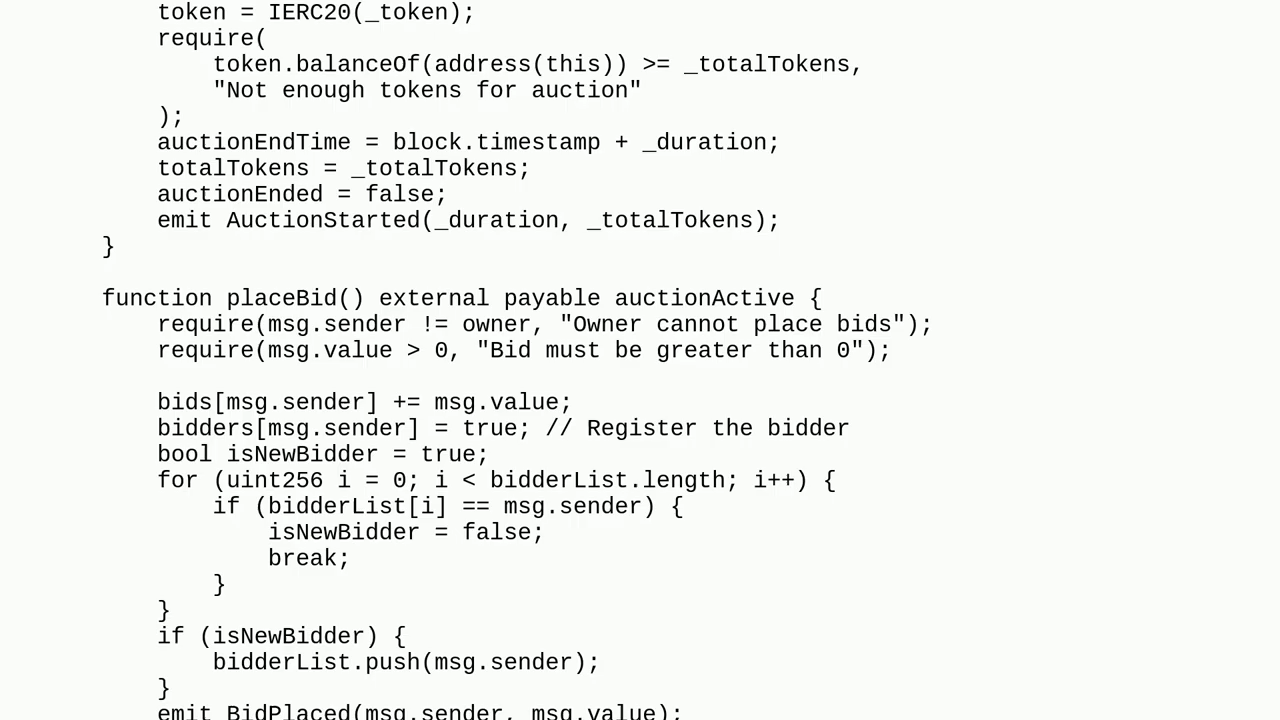 token = IERC20(_token);
require(
token.balanceOf(address(this)) >= _totalTokens,
"Not enough tokens for auction"
);
auctionEndTime = block.timestamp + _duration;
totalTokens = _totalTokens;
auctionEnded = false;
emit AuctionStarted(_duration, _totalTokens);
}
function placeBid() external payable auctionActive {
require(msg.sender != owner, "Owner cannot place bids");
require(msg.value > 0, "Bid must be greater than 0");
bids[msg.sender] += msg.value;
bidders[msg.sender] = true; // Register the bidder
bool isNewBidder = true;
for (uint256 i = 0; i < bidderList.length; i++) {
if (bidderList[i] == msg.sender) {
isNewBidder = false;
break;
}
}
if (isNewBidder) {
bidderList.push(msg.sender);
}
emit BidPlaced(msg.sender, msg.value);